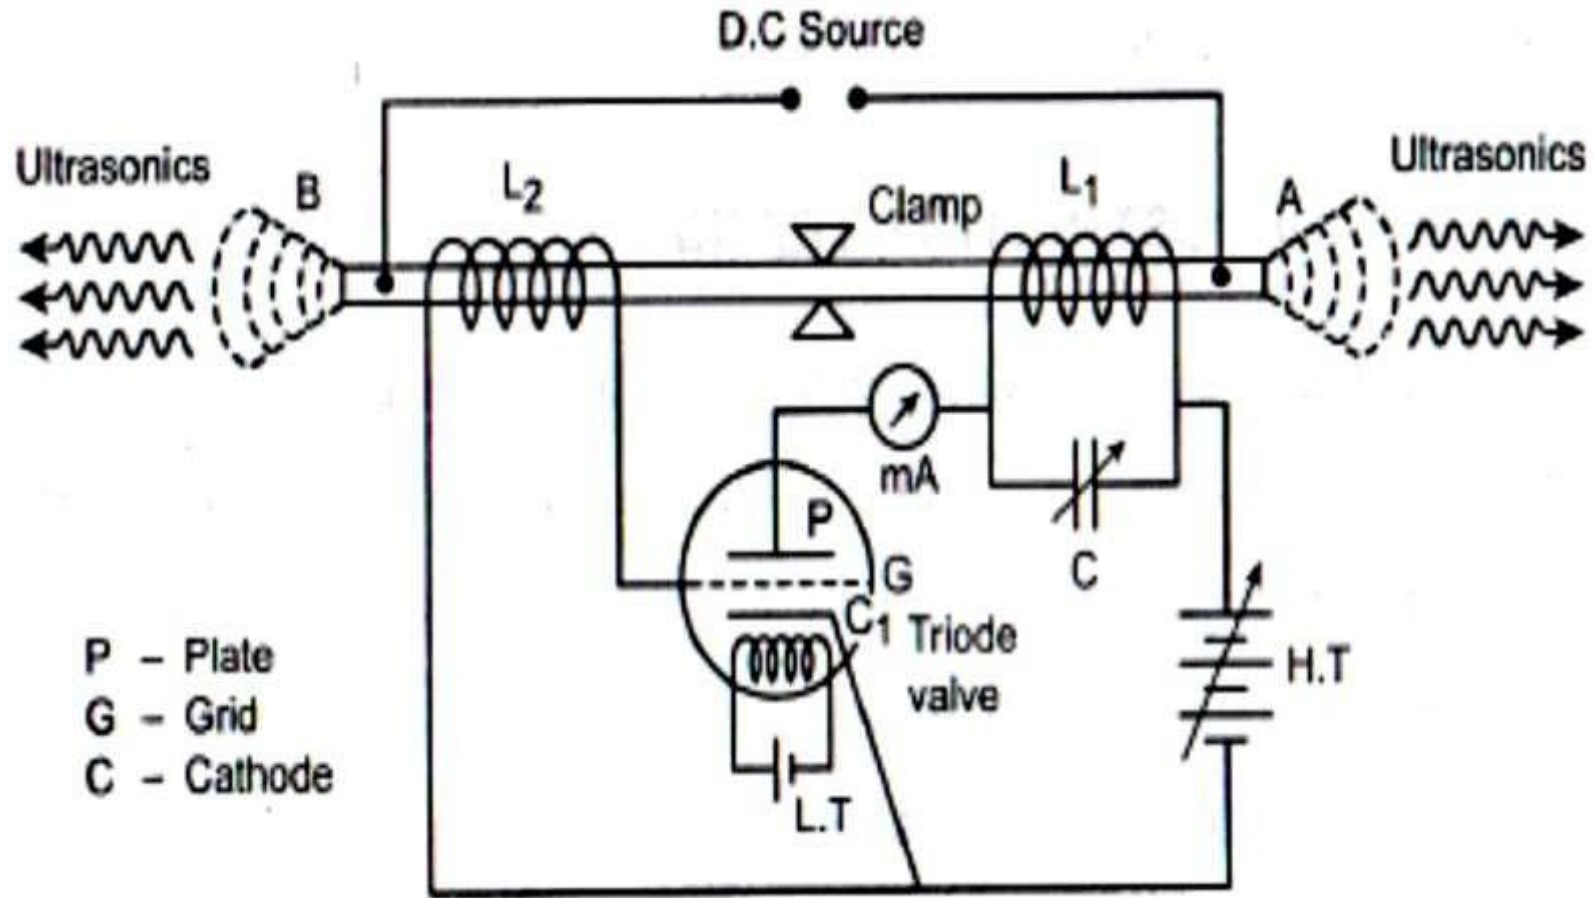 D.C Source
Ultrasonics
B
L2
Clamp
L1
A
Ultrasonics
mA
P
G
C
C1 Triode
valve
H.T
L.T
P – Plate
G – Grid
C – Cathode